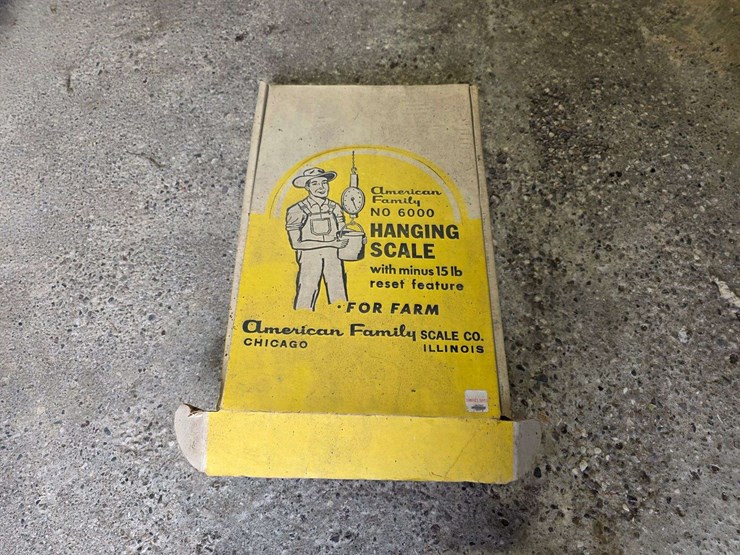 American
Family
NO 6000
HANGING
SCALE
with minus 15 lb
reset feature
• FOR FARM
American Family SCALE CO.
CHICAGO ILLINOIS